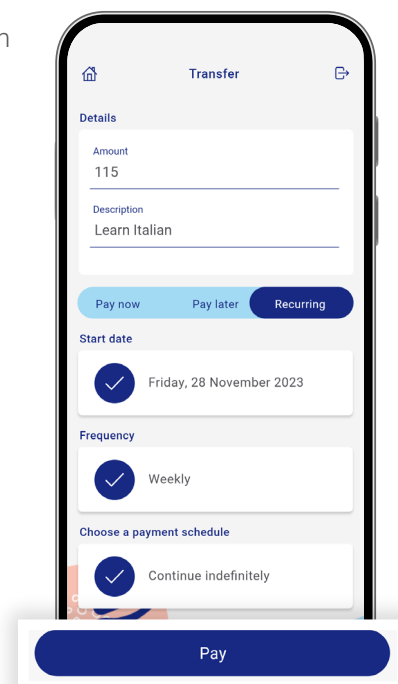 Transfer
Details
Amount
115
Description
Learn Italian
Pay now Pay later Recurring
Start date
Friday, 28 November 2023
Frequency
Weekly
Choose a payment schedule
Continue indefinitely
Pay